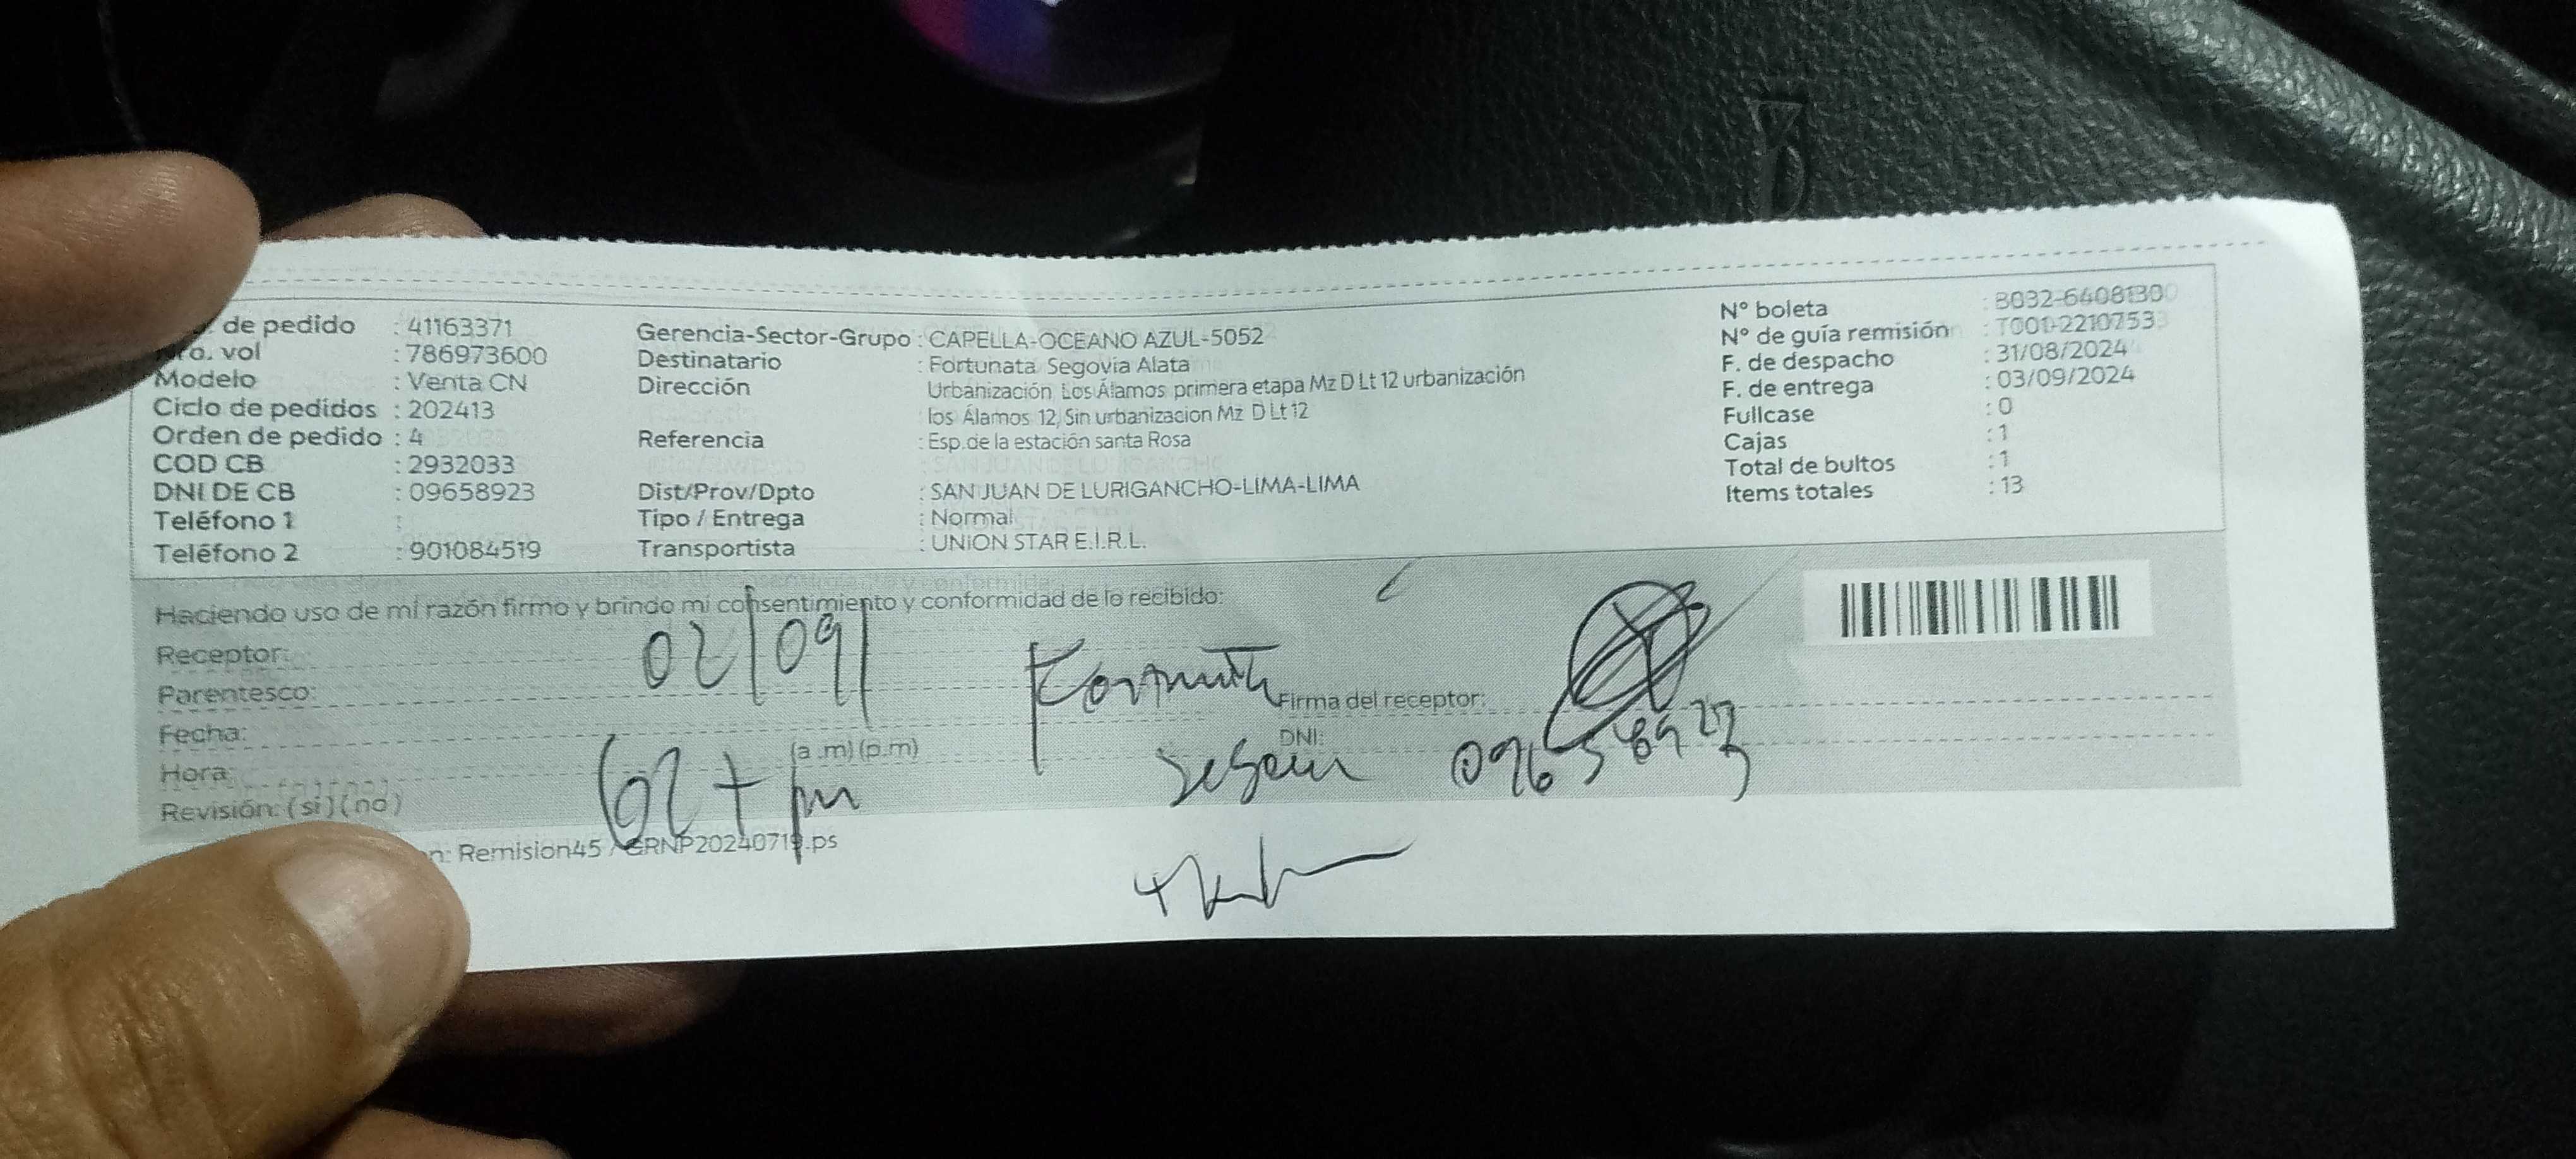 de pedido : 41163371
Nro. vol : 786973600
Modelo : Venta CN
Ciclo de pedidos : 202413
Orden de pedido : 4
COD CB : 2932033
DNI DE CB : 09658923
Teléfono 1 :
Teléfono 2 : 901084519
Gerencia-Sector-Grupo : CAPELLA-OCEANO AZUL-5052
Destinatario : Fortunata Segovia Alata
Dirección Urbanización Los Álamos primera etapa Mz D Lt 12 urbanización
los Álamos 12, Sin urbanizacion Mz D Lt 12
Referencia : Esp.de la estación santa Rosa
Dist/Prov/Dpto : SAN JUAN DE LURIGANCHO-LIMA-LIMA
Tipo / Entrega : Normal
Transportista : UNION STAR E.I.R.L.
N° boleta : B032-6408130
N° de guía remisión : T001-2210753
F. de despacho : 31/08/2024
F. de entrega : 03/09/2024
Fullcase : 0
Cajas : 1
Total de bultos : 1
Items totales : 13
Haciendo uso de mi razón firmo y brindo mi consentimiento y conformidad de lo recibido:
Receptor:
02/09/
Parentesco:
Firma del receptor:
Fecha:
DNI: 09658923
Hora: (a .m) (p.m)
pm
Revisión: (si) (no)
n: Remision45 / GRNP20240719.ps